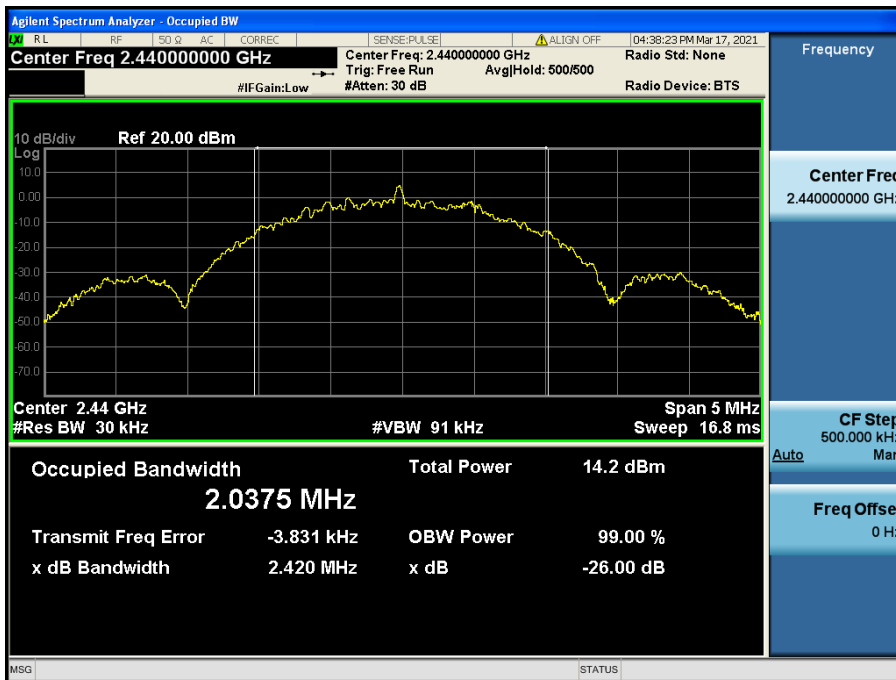 Agilent Spectrum Analyzer - Occupied BW
LXI RL RF 50 Ω AC CORREC SENSE:PULSE ALIGN OFF 04:38:23 PM Mar 17, 2021
Center Freq 2.440000000 GHz
Center Freq: 2.440000000 GHz
Radio Std: None
Trig: Free Run Avg|Hold: 500/500
#IFGain:Low #Atten: 30 dB Radio Device: BTS
10 dB/div Ref 20.00 dBm
Log
10.0
0.00
-10.0
-20.0
-30.0
-40.0
-50.0
-60.0
-70.0
Center 2.44 GHz Span 5 MHz
#Res BW 30 kHz #VBW 91 kHz Sweep 16.8 ms
Occupied Bandwidth Total Power 14.2 dBm
2.0375 MHz
Transmit Freq Error -3.831 kHz OBW Power 99.00 %
x dB Bandwidth 2.420 MHz x dB -26.00 dB
MSG STATUS
Frequency
Center Freq
2.440000000 GHz
CF Step
500.000 kHz
Auto Man
Freq Offset
0 Hz